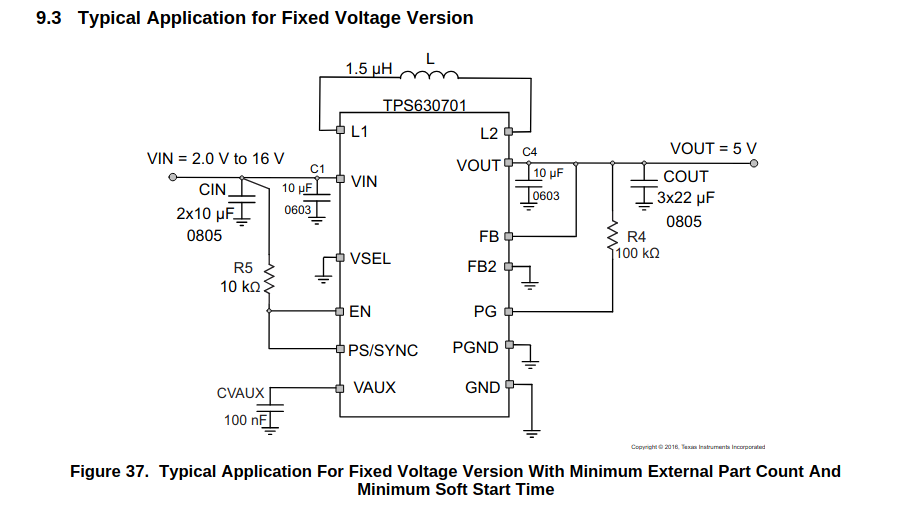 9.3 Typical Application for Fixed Voltage Version
L
1.5 µH
TPS630701
L1
L2
VIN = 2.0 V to 16 V
C4
VOUT = 5 V
C1
VOUT
10 µF
VIN
CIN
10 µF
COUT
0603
3x22 µF
2x10 µF
0603
0805
0805
FB
R4
100 kΩ
VSEL
FB2
R5
10 kΩ
EN
PG
PS/SYNC
PGND
CVAUX
VAUX
GND
100 nF
Copyright © 2016, Texas Instruments Incorporated
Figure 37. Typical Application For Fixed Voltage Version With Minimum External Part Count And
Minimum Soft Start Time